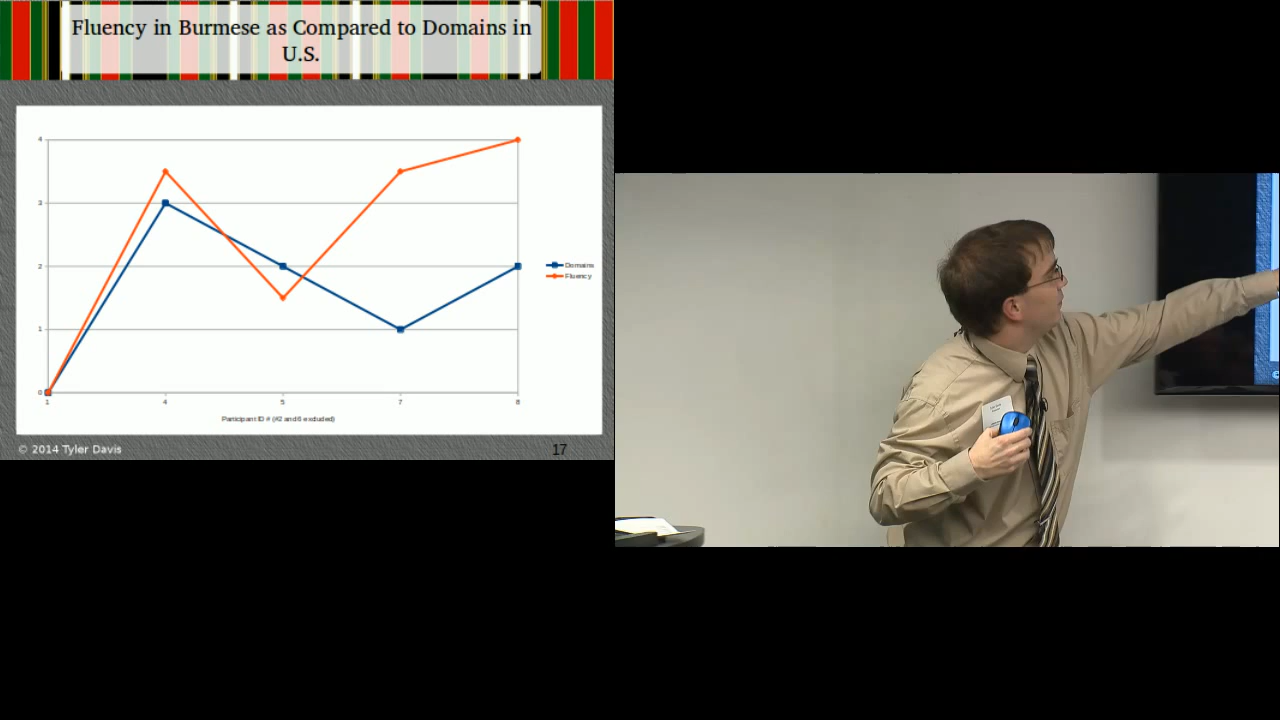 Fluency in Burmese as Compared to Domains in
U.S.
4
3
2
1
0
Domains
Fluency
1 4 5 7 8
Participant ID # (#2 and 6 excluded)
© 2014 Tyler Davis
17